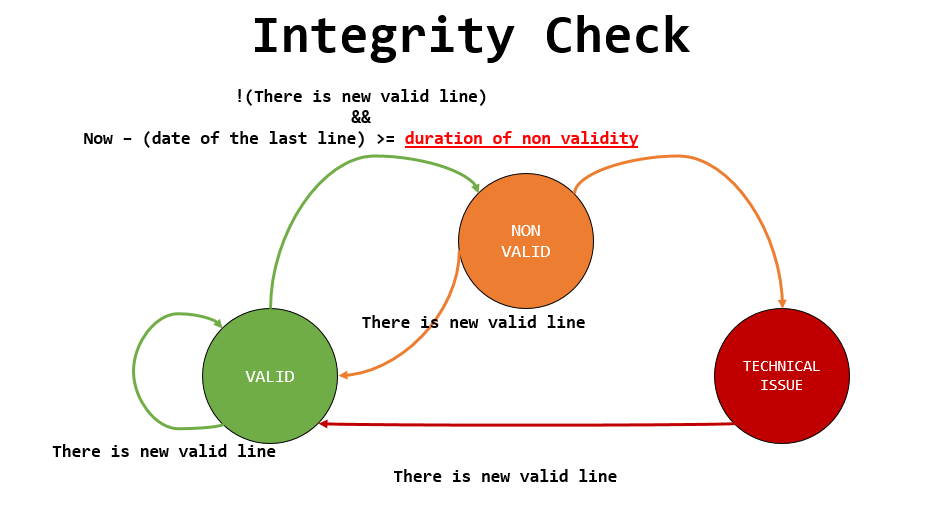 Integrity Check
!(There is new valid line)
&&
Now – (date of the last line) >= duration of non validity
NON
VALID
There is new valid line
VALID
TECHNICAL
ISSUE
There is new valid line
There is new valid line